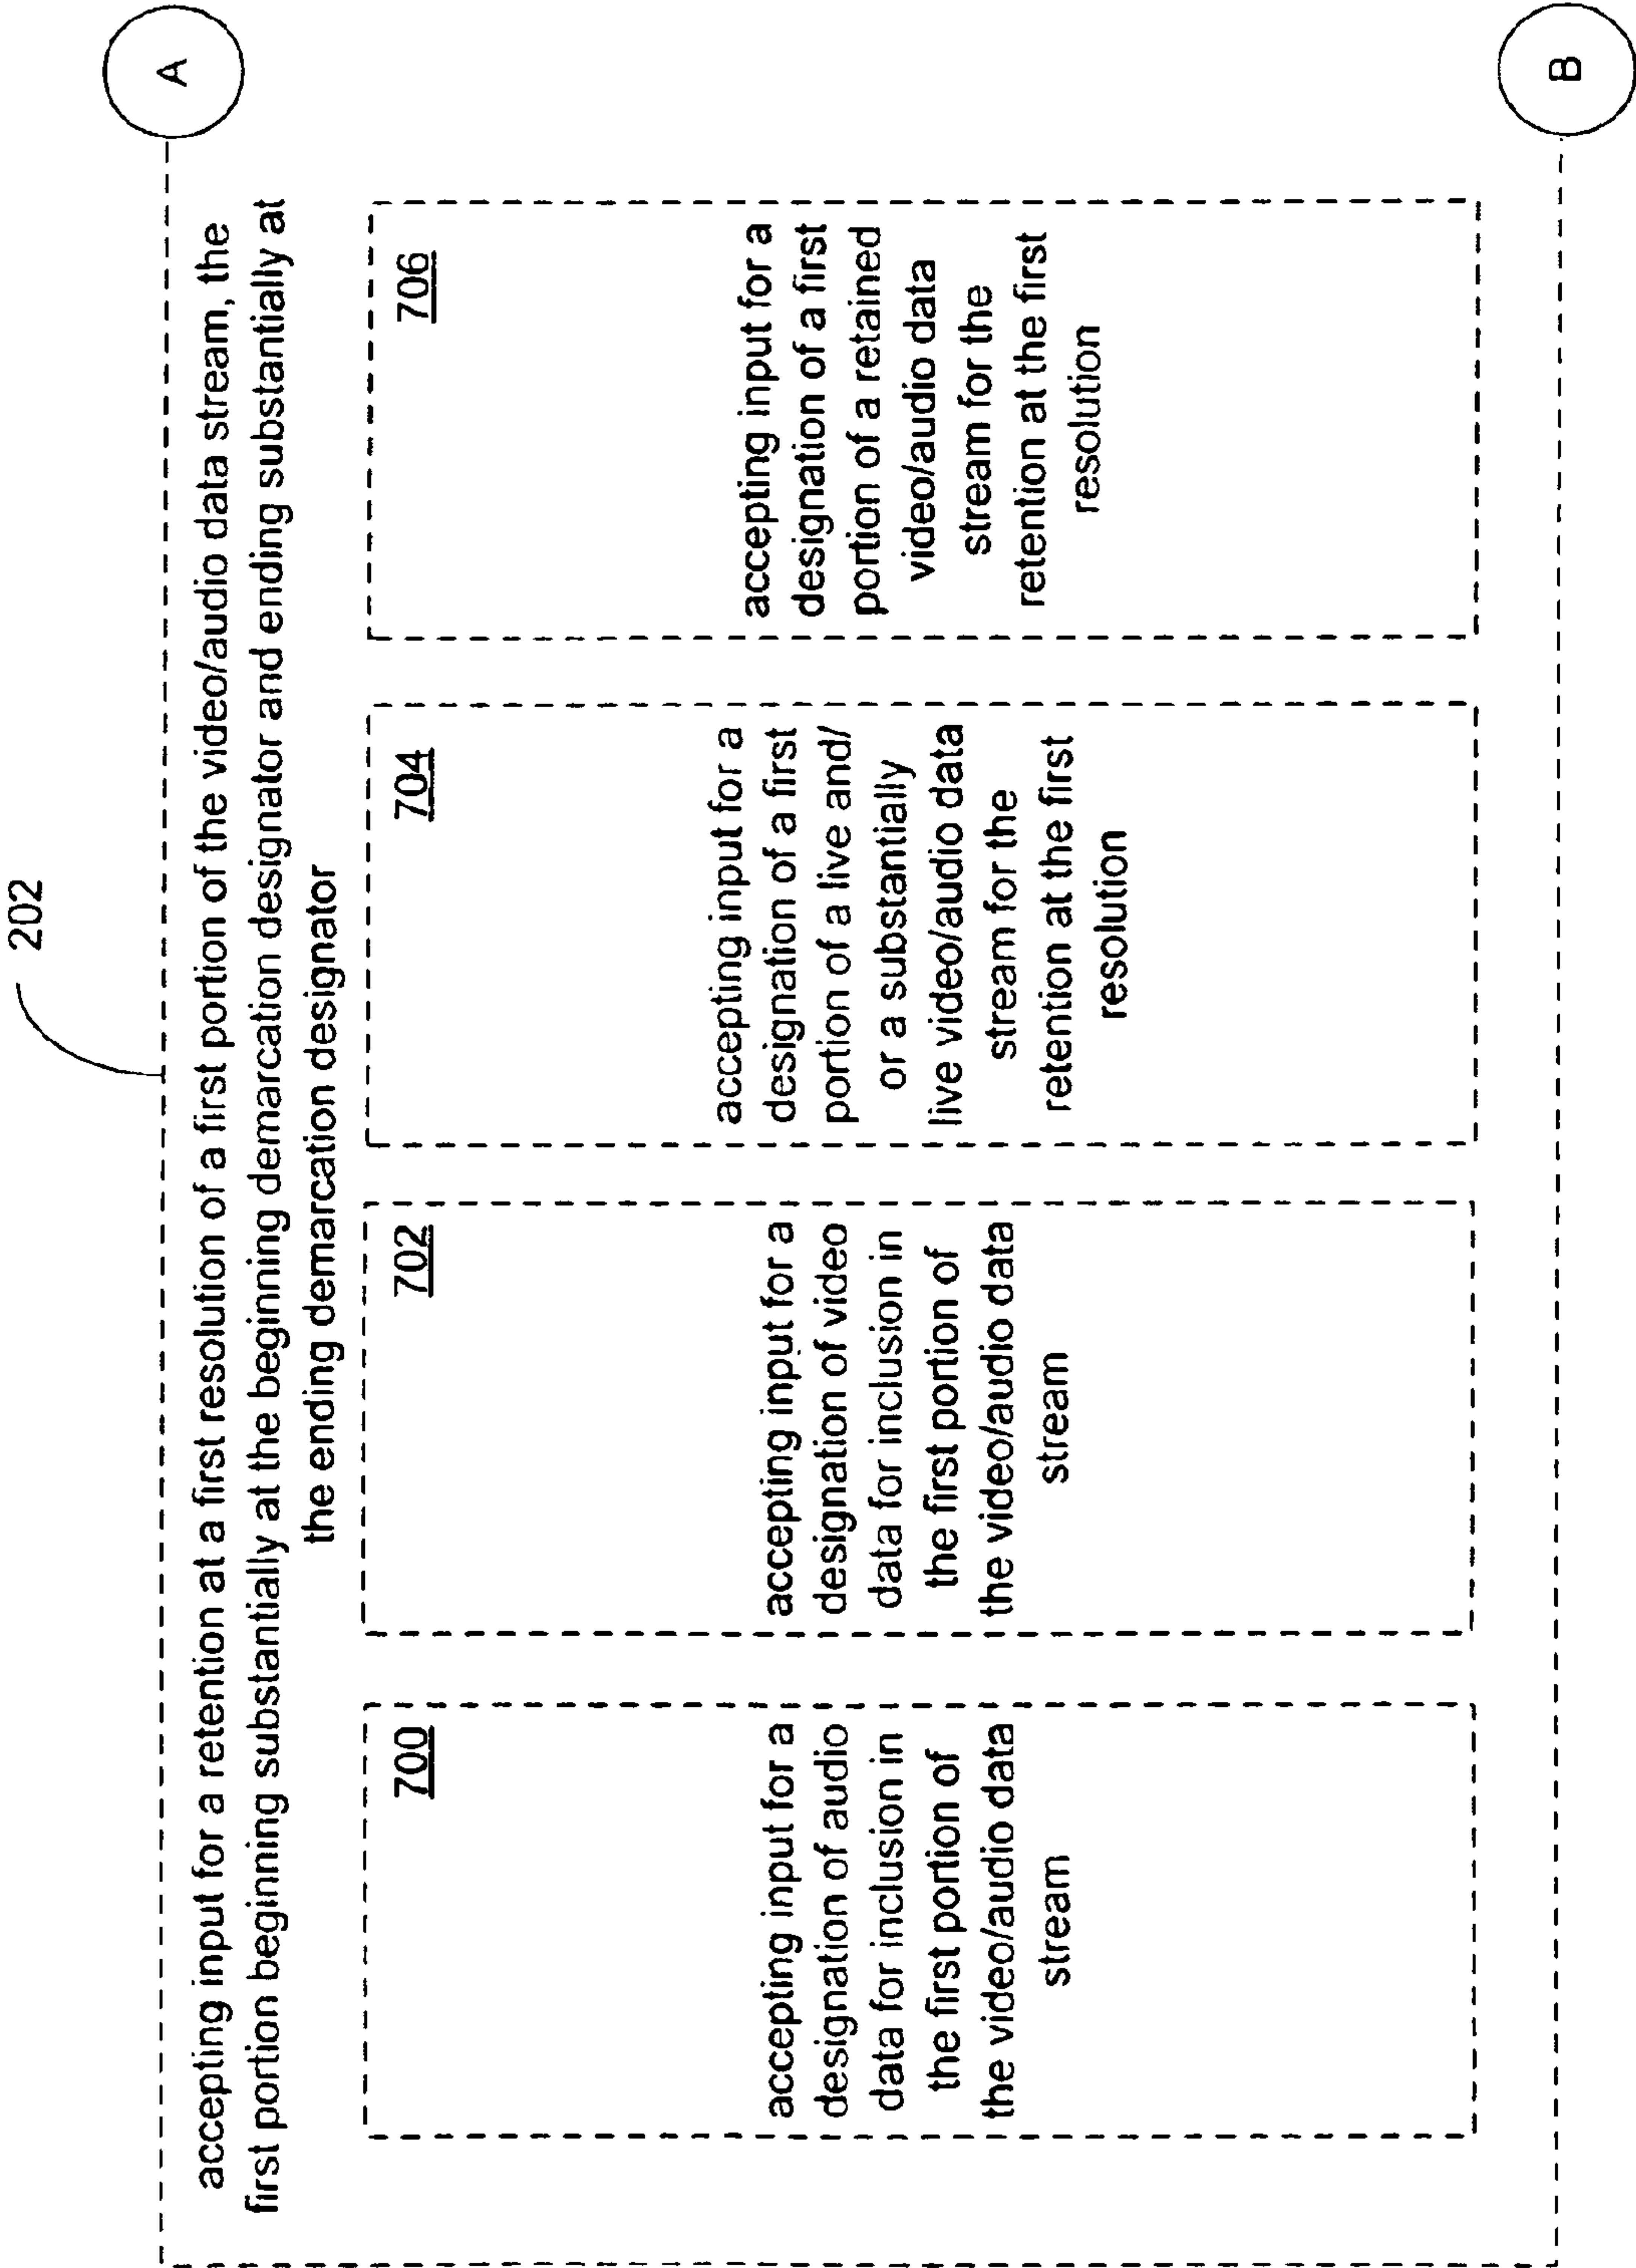 202
A
accepting input for a retention at a first resolution of a first portion of the video/audio data stream, the
first portion beginning substantially at the beginning demarcation designator and ending substantially at
the ending demarcation designator
700
accepting input for a
designation of audio
data for inclusion in
the first portion of
the video/audio data
stream
702
accepting input for a
designation of video
data for inclusion in
the first portion of
the video/audio data
stream
704
accepting input for a
designation of a first
portion of a live and/
or a substantially
live video/audio data
stream for the
retention at the first
resolution
706
accepting input for a
designation of a first
portion of a retained
video/audio data
stream for the
retention at the first
resolution
B